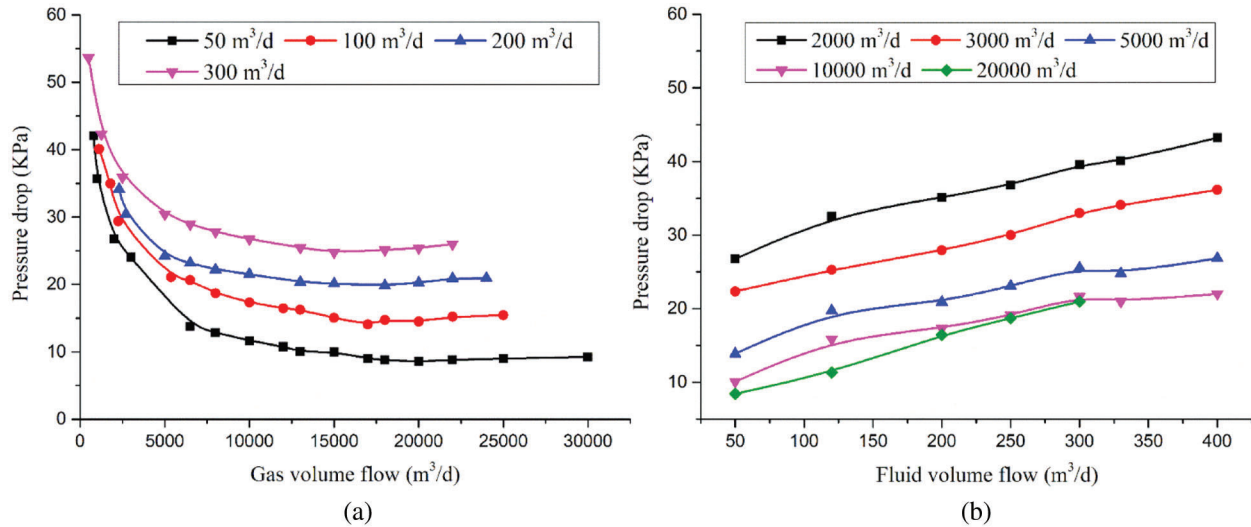 50 m³/d 100 m³/d 200 m³/d
300 m³/d
Pressure drop (KPa)
60
50
40
30
20
10
0
0 5000 10000 15000 20000 25000 30000
Gas volume flow (m³/d)
(a)
2000 m³/d 3000 m³/d 5000 m³/d
10000 m³/d 20000 m³/d
Pressure drop (KPa)
60
50
40
30
20
10
50 100 150 200 250 300 350 400
Fluid volume flow (m³/d)
(b)